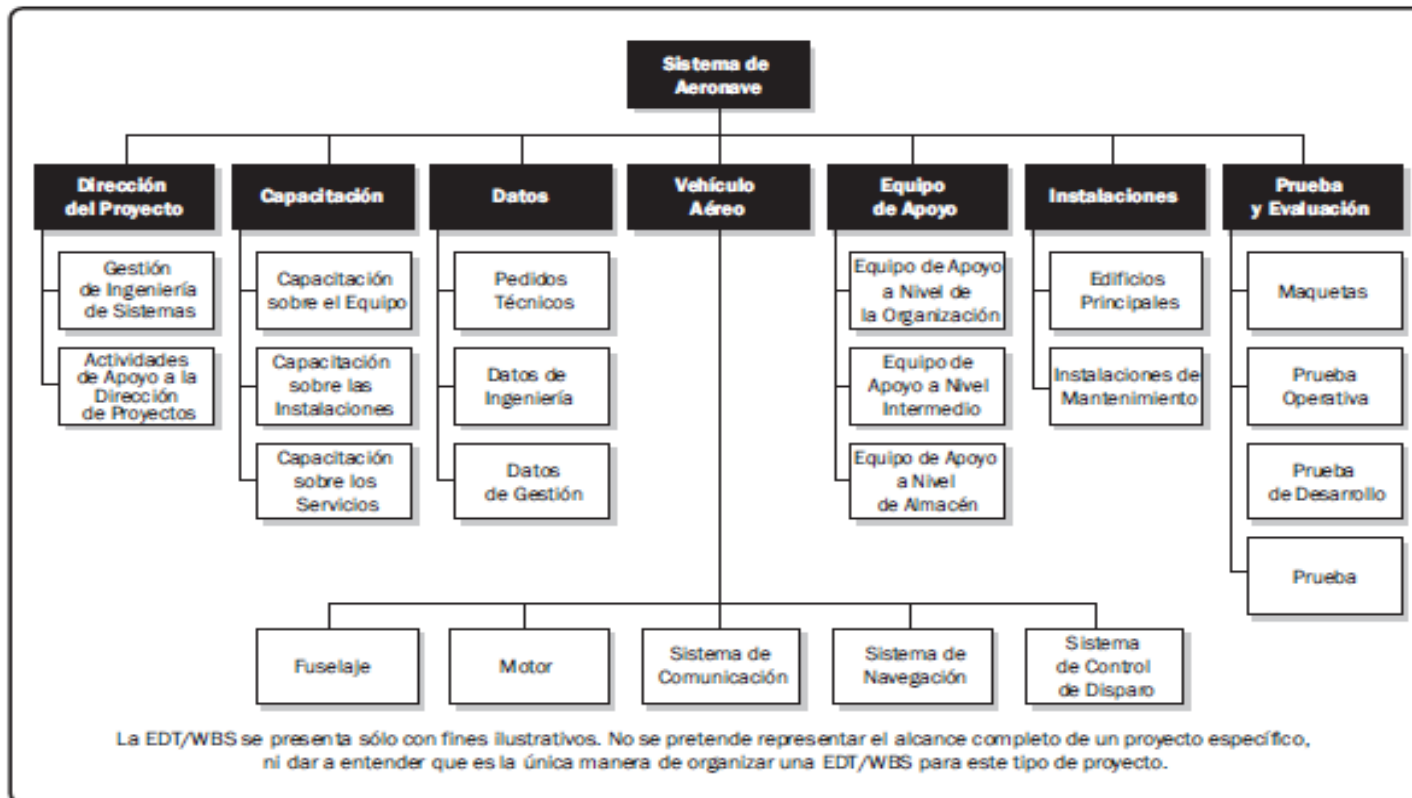 Sistema de
Aeronave
Dirección
del Proyecto
Capacitación
Datos
Vehículo
Aéreo
Equipo
de Apoyo
Instalaciones
Prueba
y Evaluación
Gestión
de Ingeniería
de Sistemas
Actividades
de Apoyo a la
Dirección
de Proyectos
Capacitación
sobre el Equipo
Capacitación
sobre las
Instalaciones
Capacitación
sobre los
Servicios
Pedidos
Técnicos
Datos de
Ingeniería
Datos
de Gestión
Equipo de Apoyo
a Nivel de
la Organización
Equipo de
Apoyo a Nivel
Intermedio
Equipo de Apoyo
a Nivel
de Almacén
Edificios
Principales
Instalaciones de
Mantenimiento
Maquetas
Prueba
Operativa
Prueba
de Desarrollo
Prueba
Fuselaje
Motor
Sistema de
Comunicación
Sistema de
Navegación
Sistema
de Control
de Disparo
La EDT/WBS se presenta sólo con fines ilustrativos. No se pretende representar el alcance completo de un proyecto específico,
ni dar a entender que es la única manera de organizar una EDT/WBS para este tipo de proyecto.